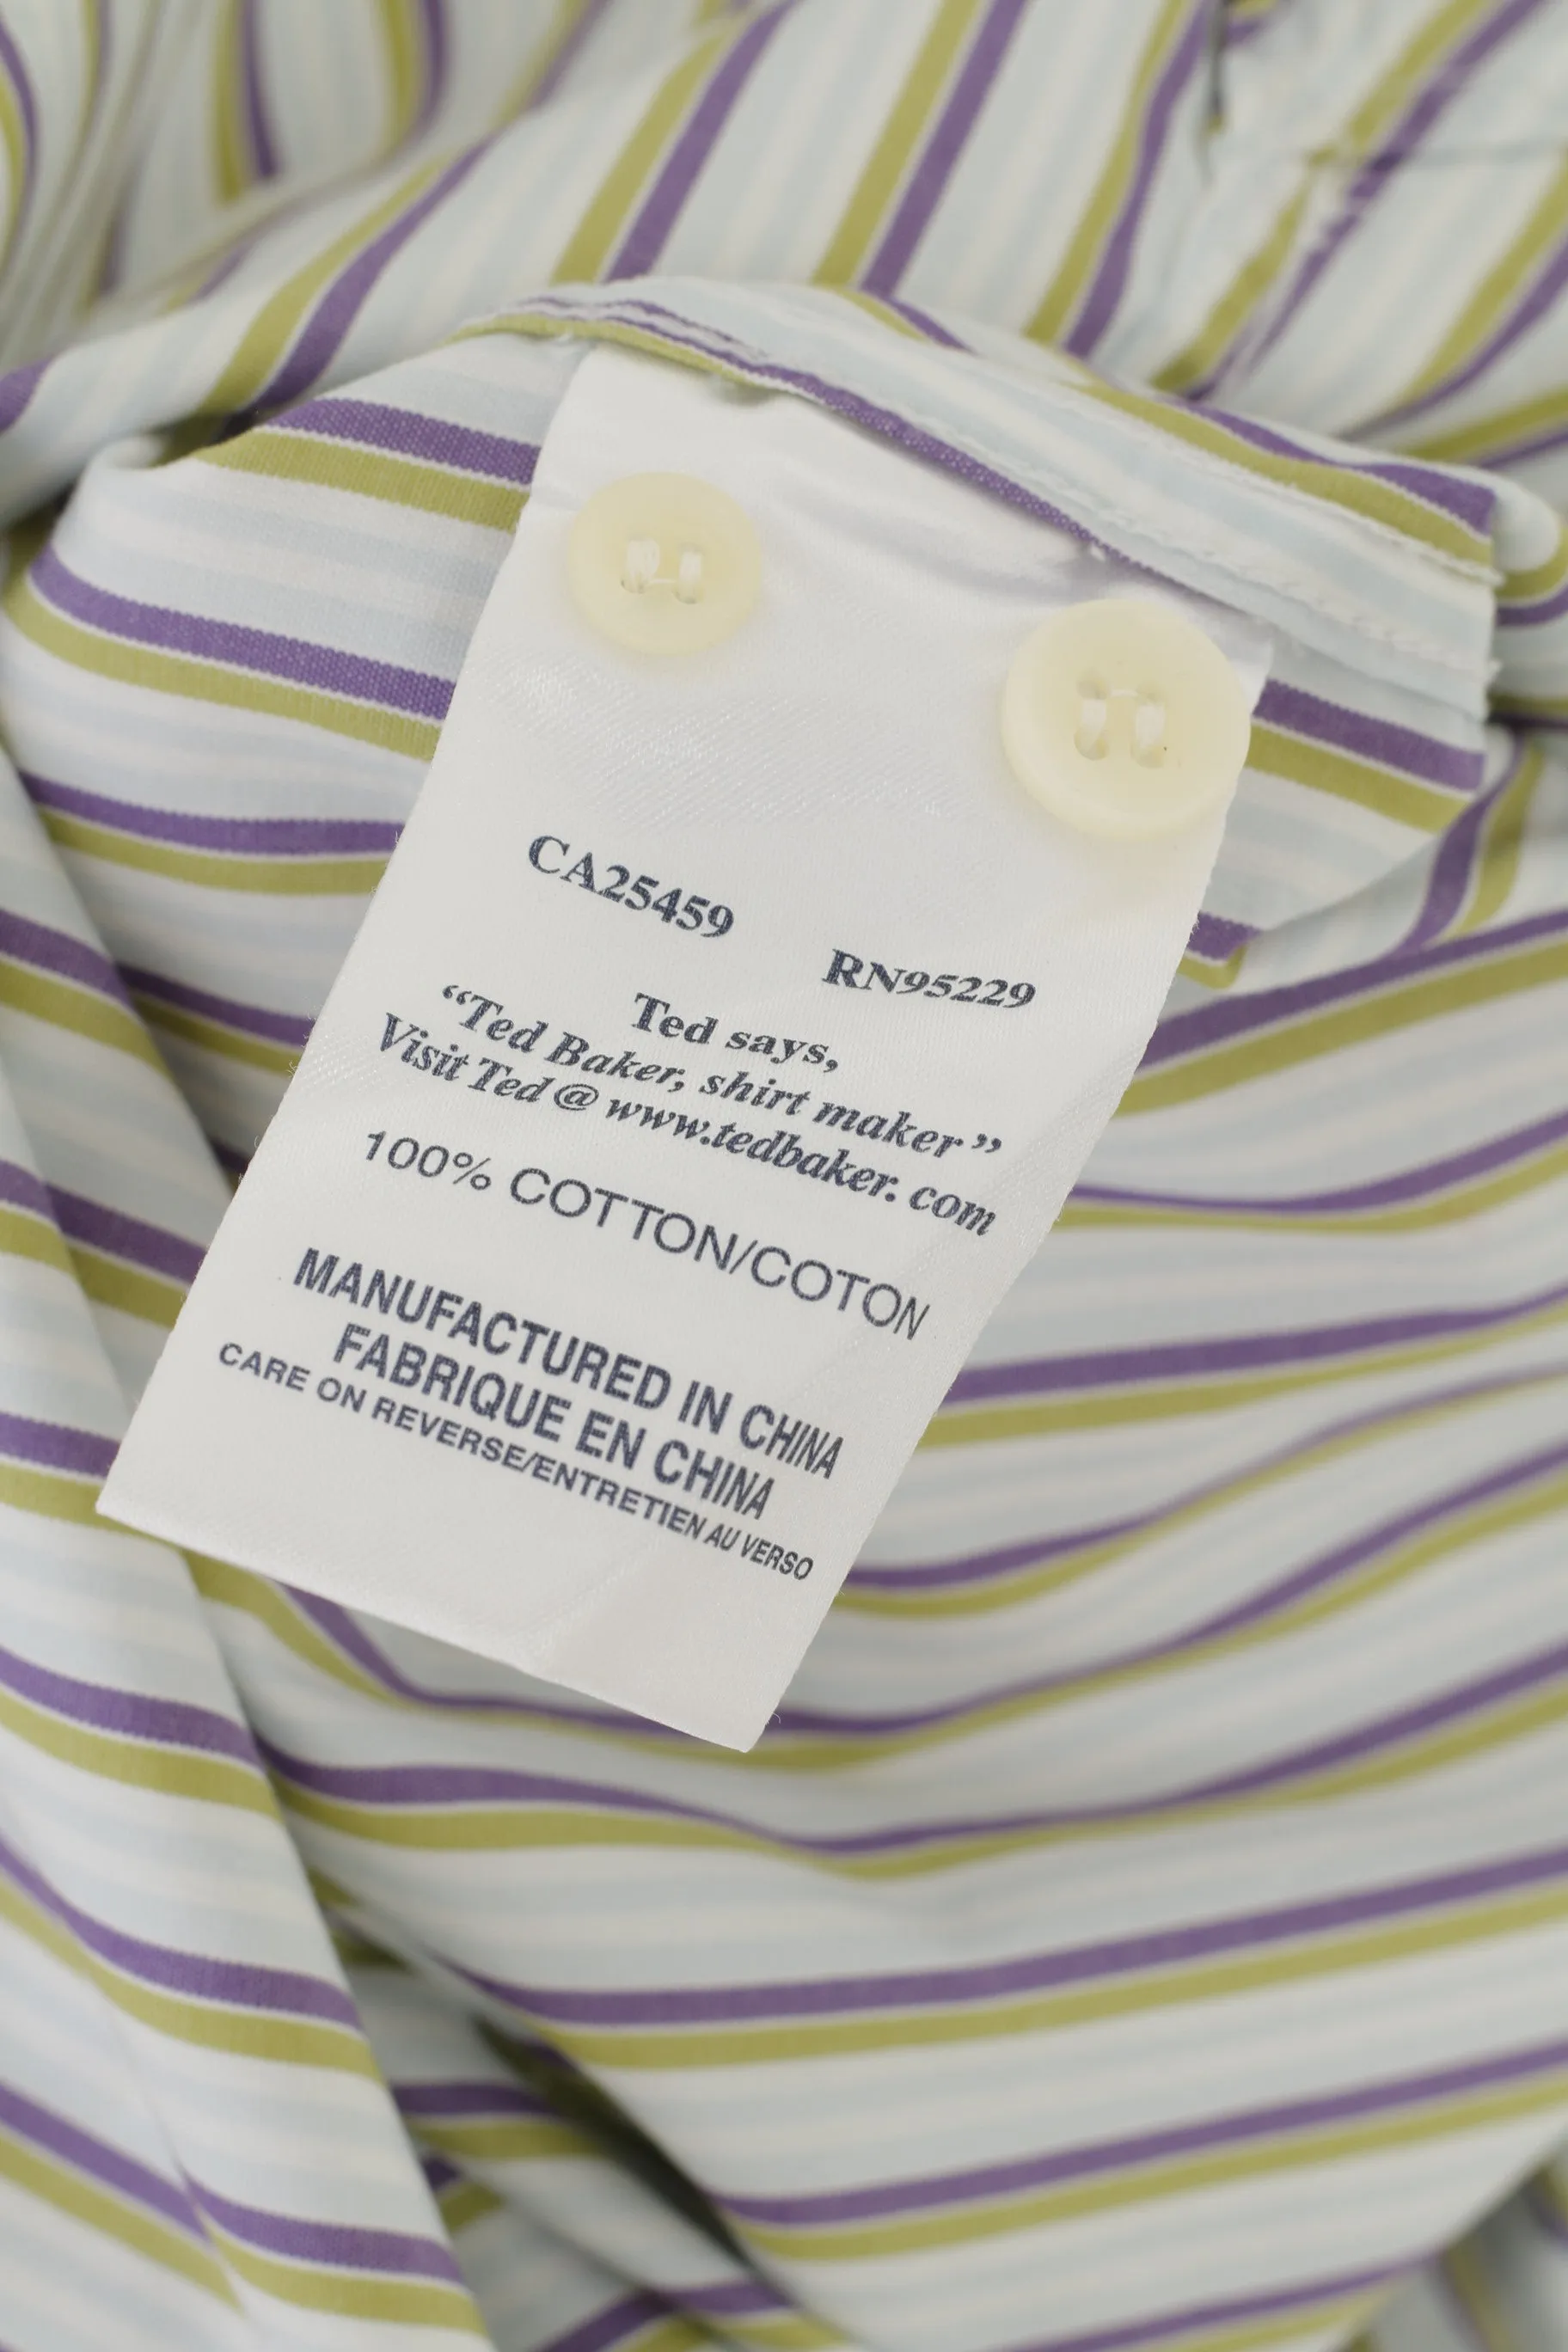 CA25459 RN95229
Ted says,
“Ted Baker, shirt maker”
Visit Ted @ www.tedbaker. com
100% COTTON/COTON
MANUFACTURED IN CHINA
FABRIQUE EN CHINA
CARE ON REVERSE/ENTRETIEN AU VERSO